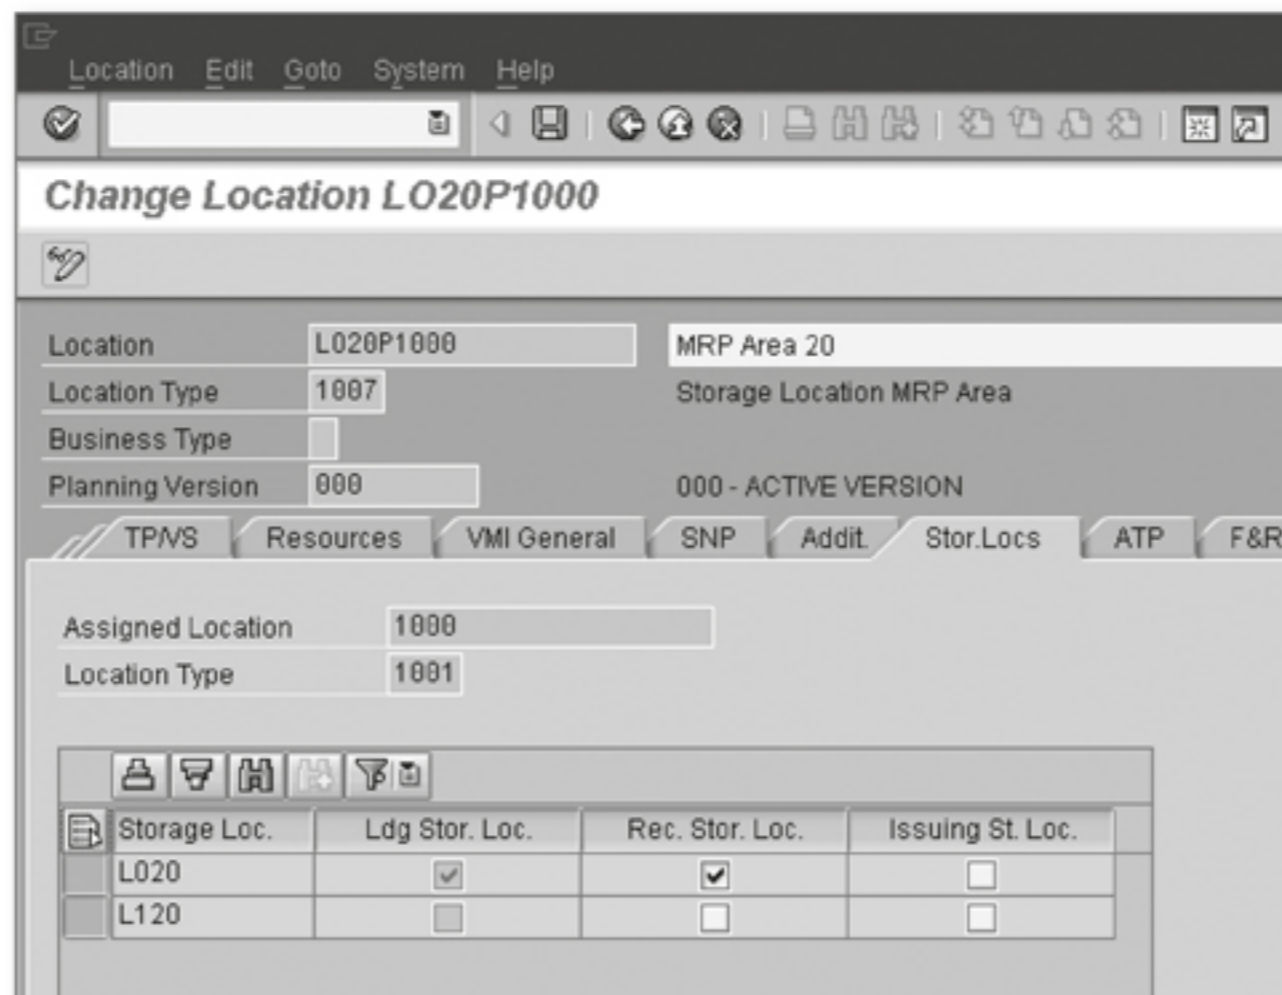 Location Edit Goto System Help
Change Location LO20P1000
Location LO20P1000 MRP Area 20
Location Type 1007 Storage Location MRP Area
Business Type
Planning Version 000 000 - ACTIVE VERSION
TP/VS Resources VMI General SNP Addit. Stor.Locs ATP F&R
Assigned Location 1000
Location Type 1001
Storage Loc. Ldg Stor. Loc. Rec. Stor. Loc. Issuing St. Loc.
L020
L120